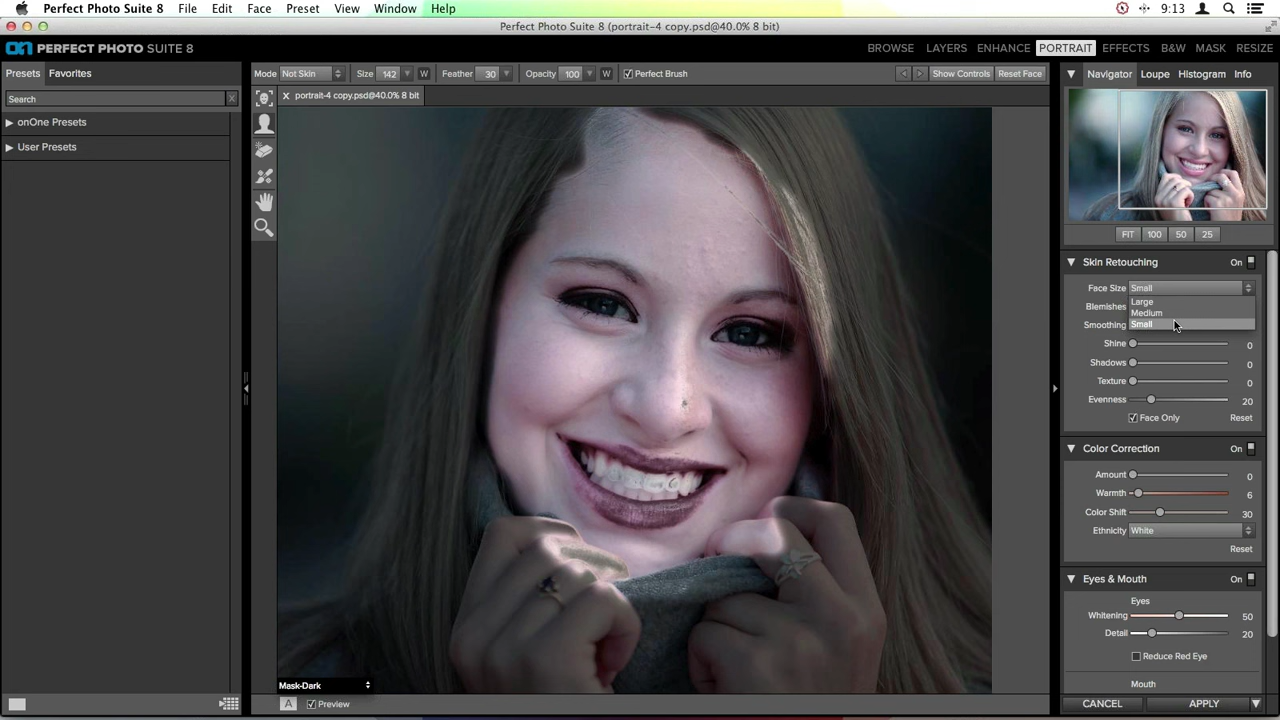 Perfect Photo Suite 8 File Edit Face Preset View Window Help 9:13
Perfect Photo Suite 8 (portrait-4 copy.psd@40.0% 8 bit)
on PERFECT PHOTO SUITE 8 BROWSE LAYERS ENHANCE PORTRAIT EFFECTS B&W MASK RESIZE
Presets Favorites Mode Not Skin Size 142 W Feather 30 Opacity 100 W Perfect Brush Show Controls Reset Face Navigator Loupe Histogram Info
Search X
X portrait-4 copy.psd@40.0% 8 bit
onOne Presets
User Presets
FIT 100 50 25
Skin Retouching On
Face Size Small
Large
Blemishes
Medium
Smoothing
Small
Shine 0
Shadows 0
Texture 0
Evenness 20
Face Only Reset
Color Correction On
Amount 0
Warmth 6
Color Shift 30
Ethnicity White
Reset
Eyes & Mouth On
Eyes
Whitening 50
Detail 20
Reduce Red Eye
Mouth
Mask-Dark
A Preview
CANCEL APPLY